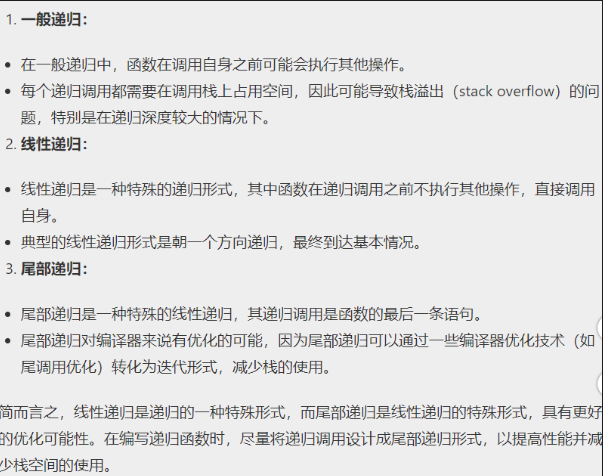 1. 一般递归：
• 在一般递归中，函数在调用自身之前可能会执行其他操作。
• 每个递归调用都需要在调用栈上占用空间，因此可能导致栈溢出（stack overflow）的问
题，特别是在递归深度较大的情况下。
2. 线性递归：
• 线性递归是一种特殊的递归形式，其中函数在递归调用之前不执行其他操作，直接调用
自身。
• 典型的线性递归形式是朝一个方向递归，最终到达基本情况。
3. 尾部递归：
• 尾部递归是一种特殊的线性递归，其递归调用是函数的最后一条语句。
• 尾部递归对编译器来说有优化的可能，因为尾部递归可以通过一些编译器优化技术（如
尾调用优化）转化为迭代形式，减少栈的使用。
简而言之，线性递归是递归的一种特殊形式，而尾部递归是线性递归的特殊形式，具有更好
的优化可能性。在编写递归函数时，尽量将递归调用设计成尾部递归形式，以提高性能并减
少栈空间的使用。